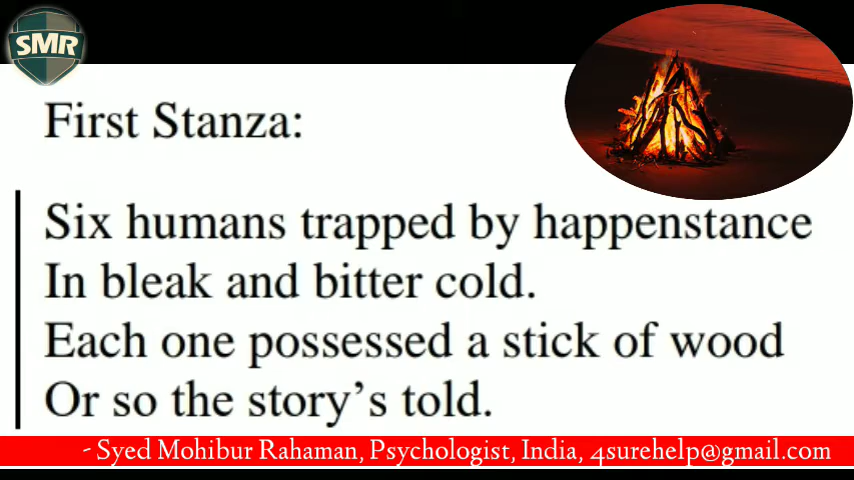 SMR
First Stanza:
Six humans trapped by happenstance
In bleak and bitter cold.
Each one possessed a stick of wood
Or so the story’s told.
- Syed Mohibur Rahaman, Psychologist, India, 4surehelp@gmail.com